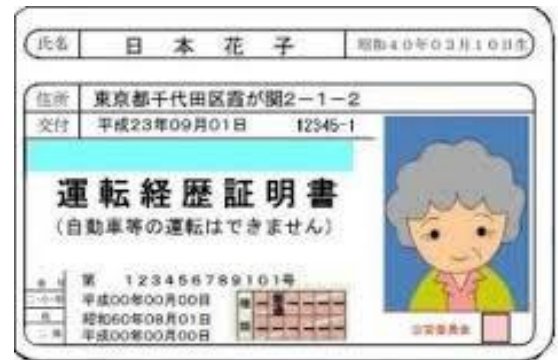 氏名 日本花子 昭和40年03月10日生
住所 東京都千代田区霞が関2-1-2
交付 平成23年09月01日 12345-1
運転経歴証明書
(自動車等の運転はできません)
第 123456789101号
平成00年00月00日
昭和60年08月01日
平成00年00月00日
公安委員会